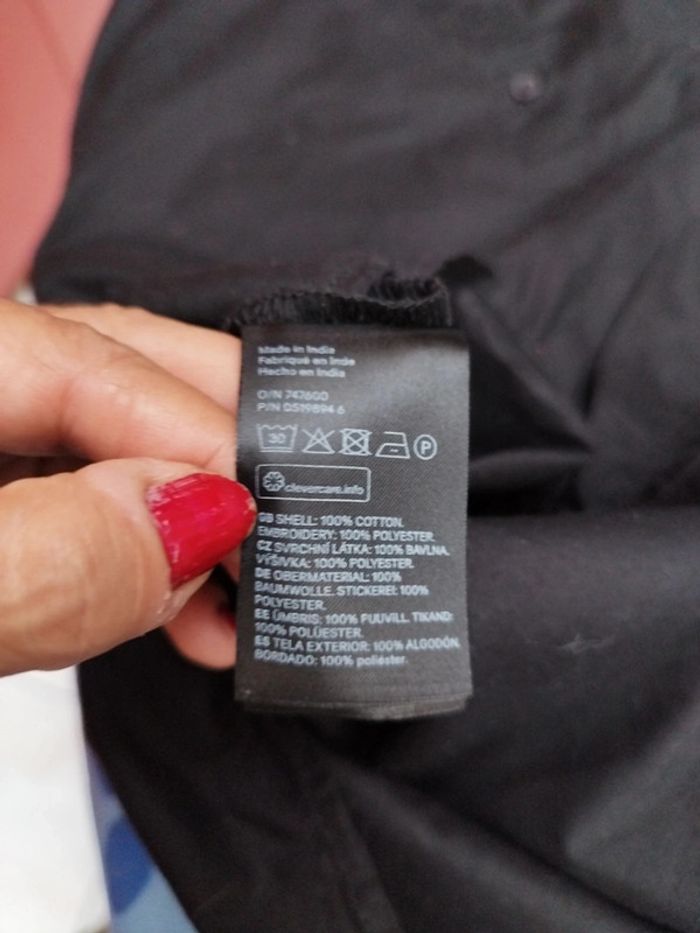 Made in India
Fabriqué en Inde
Hecho en India
O/N 747600
P/N 0519894 6
30
P
clevercare.info
GB SHELL: 100% COTTON.
EMBROIDERY: 100% POLYESTER.
CZ SVRCHNÍ LÁTKA: 100% BAVLNA.
VÝŠIVKA: 100% POLYESTER.
DE OBERMATERIAL: 100%
BAUMWOLLE. STICKEREI: 100%
POLYESTER.
EE ÜMBRIS: 100% PUUVILL. TIKAND:
100% POLÜESTER.
ES TELA EXTERIOR: 100% ALGODÓN.
BORDADO: 100% poliéster.